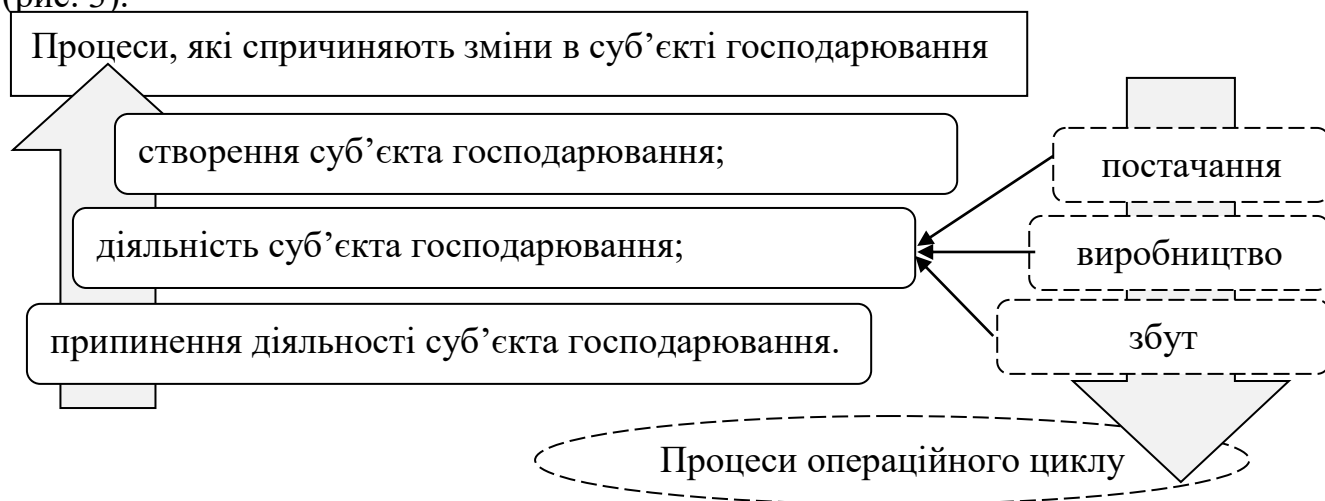 (рис. 3).
Процеси, які спричиняють зміни в суб’єкті господарювання
створення суб’єкта господарювання;
діяльність суб’єкта господарювання;
припинення діяльності суб’єкта господарювання.
постачання
виробництво
збут
Процеси операційного циклу